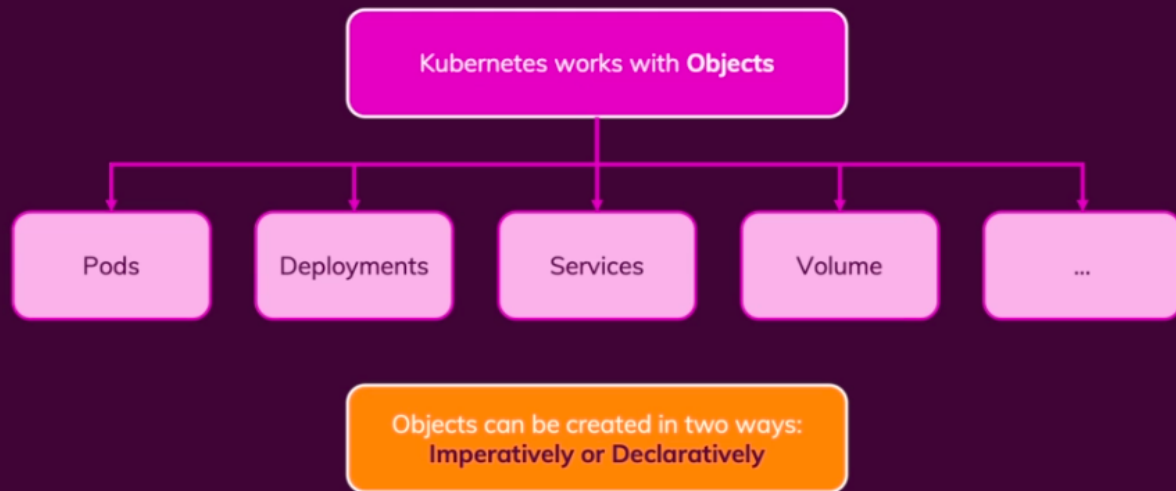 Kubernetes works with Objects
Pods
Deployments
Services
Volume
...
Objects can be created in two ways:
Imperatively or Declaratively